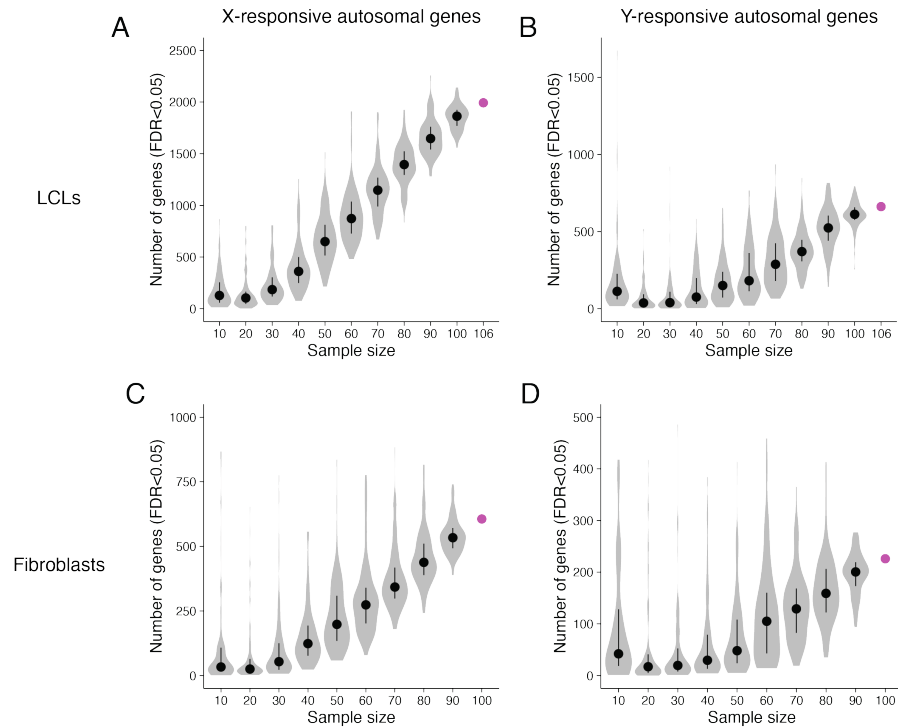 A
X-responsive autosomal genes
B
Y-responsive autosomal genes
LCLs
Number of genes (FDR<0.05)
2500
2000
1500
1000
500
0
10 20 30 40 50 60 70 80 90 100 106
Sample size
Number of genes (FDR<0.05)
1500
1000
500
0
10 20 30 40 50 60 70 80 90 100 106
Sample size
C
D
Fibroblasts
Number of genes (FDR<0.05)
1000
750
500
250
0
10 20 30 40 50 60 70 80 90 100
Sample size
Number of genes (FDR<0.05)
500
400
300
200
100
0
10 20 30 40 50 60 70 80 90 100
Sample size